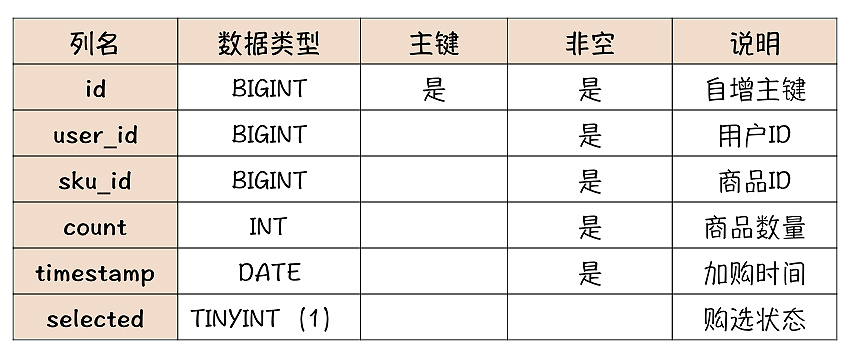 列名 数据类型 主键 非空 说明
id BIGINT 是 是 自增主键
user_id BIGINT 是 用户ID
sku_id BIGINT 是 商品ID
count INT 是 商品数量
timestamp DATE 是 加购时间
selected TINYINT（1） 购选状态